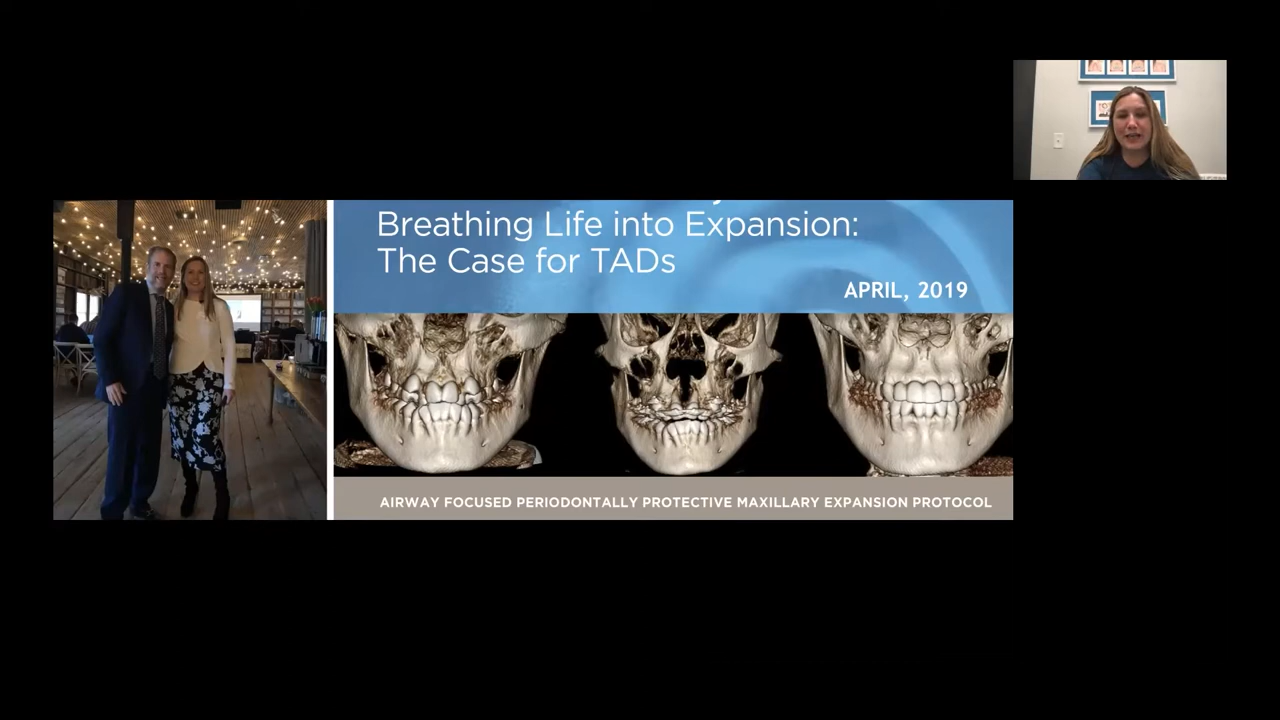 Breathing Life into Expansion:
The Case for TADs
APRIL, 2019
AIRWAY FOCUSED PERIODONTALLY PROTECTIVE MAXILLARY EXPANSION PROTOCOL